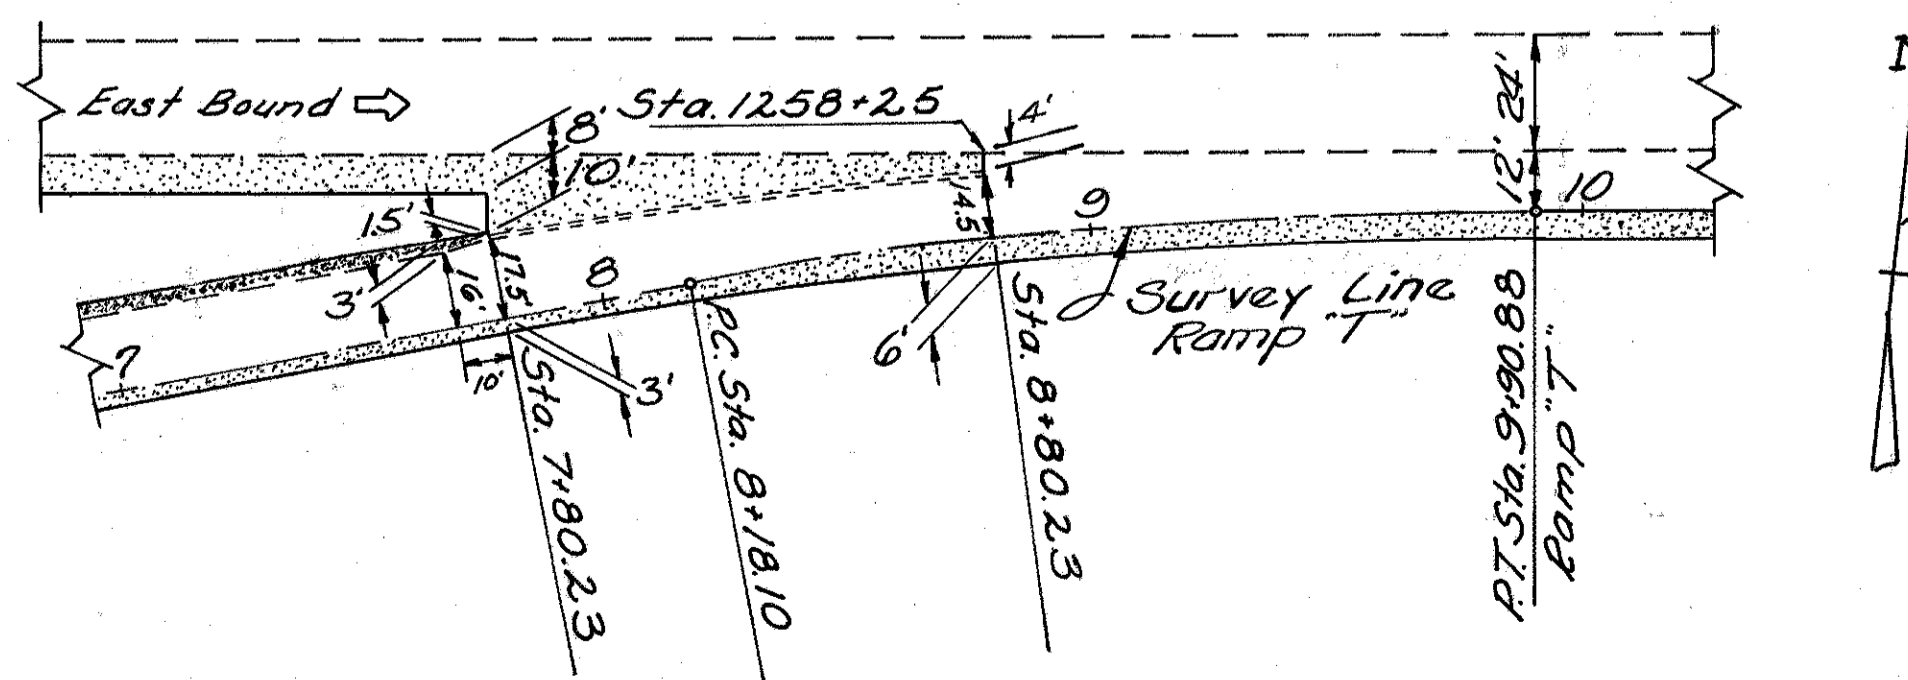 East Bound
8'
10'
Sta. 1258+25
4'
24'
12'
10
1.5'
3'
16'
17.5'
8
14.5
9
Survey Line
Ramp "T"
6'
7
10'
3'
Sta. 7+80.23
P.C. Sta. 8+18.10
Sta. 8+80.23
P.T. Sta. 9+90.88
Ramp "T"